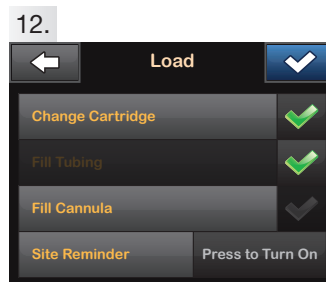 12.
Load
Change Cartridge
Fill Tubing
Fill Cannula
Site Reminder Press to Turn On